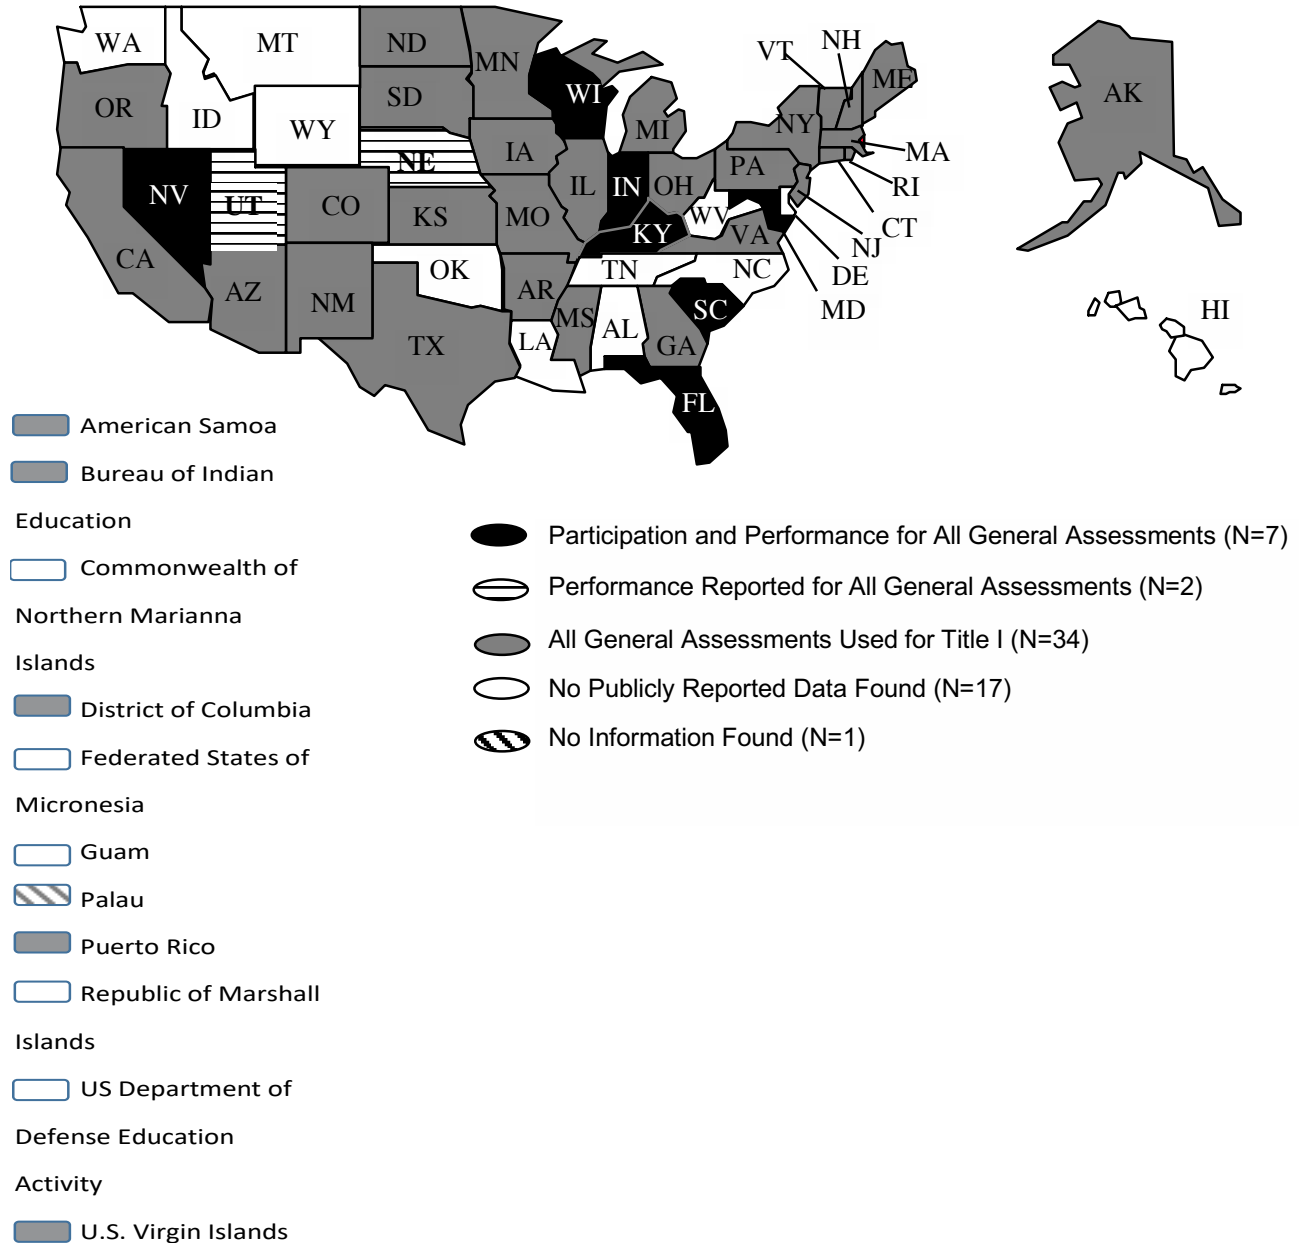 WA
MT
ND
MN
VT
NH
ME
OR
ID
SD
WI
AK
WY
MI
NY
MA
NE
IA
PA
RI
NV
UT
CO
IL
IN
OH
CT
KS
MO
WV
NJ
CA
KY
VA
DE
AZ
NM
OK
TN
NC
MD
AR
SC
HI
TX
LA
MS
AL
GA
FL
American Samoa
Bureau of Indian
Education
Commonwealth of
Northern Marianna
Islands
District of Columbia
Federated States of
Micronesia
Guam
Palau
Puerto Rico
Republic of Marshall
Islands
US Department of
Defense Education
Activity
U.S. Virgin Islands
Participation and Performance for All General Assessments (N=7)
Performance Reported for All General Assessments (N=2)
All General Assessments Used for Title I (N=34)
No Publicly Reported Data Found (N=17)
No Information Found (N=1)